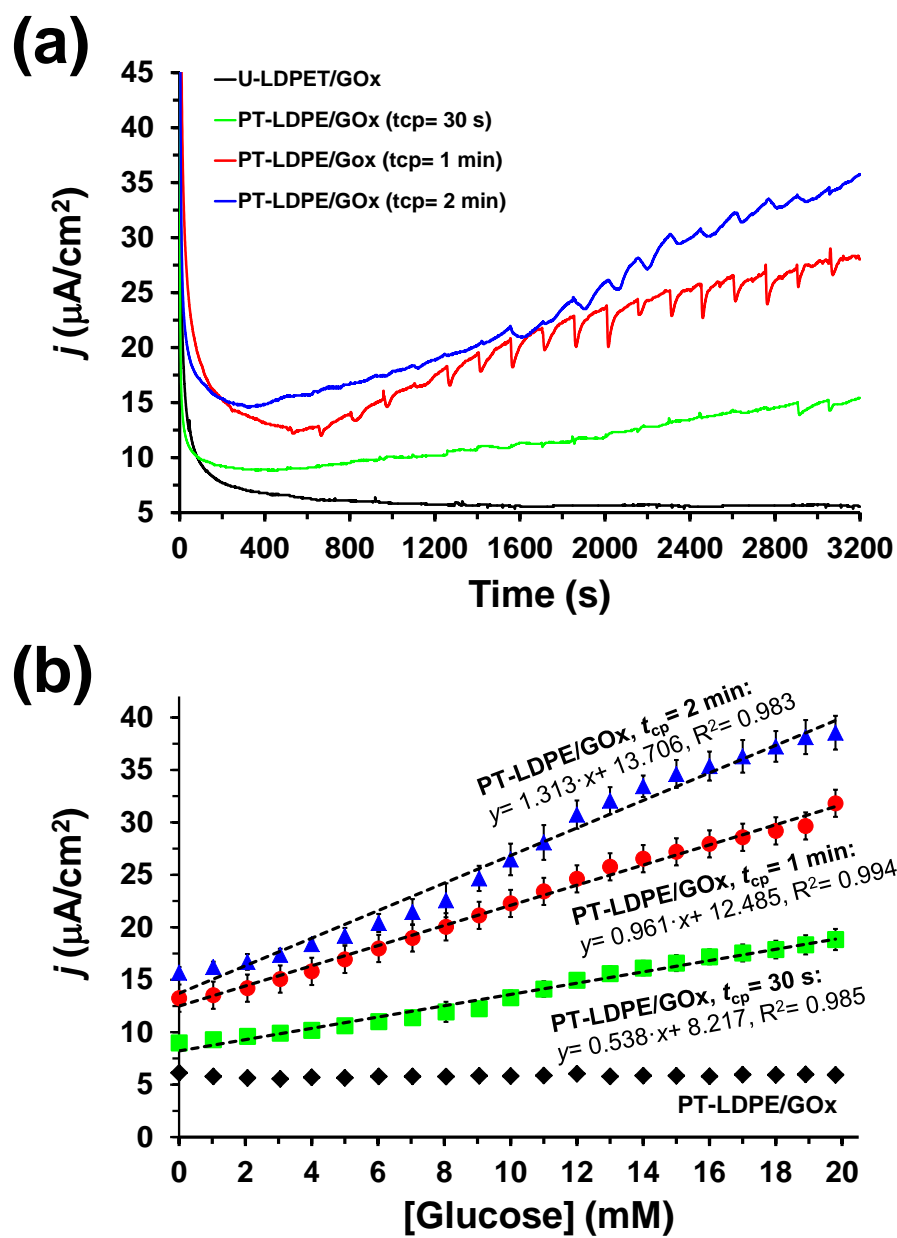 (a)
45
40
35
30
25
20
15
10
5
j (μA/cm²)
U-LDPET/GOx
PT-LDPE/GOx (tcp= 30 s)
PT-LDPE/Gox (tcp= 1 min)
PT-LDPE/GOx (tcp= 2 min)
0 400 800 1200 1600 2000 2400 2800 3200
Time (s)
(b)
40
35
30
25
20
15
10
5
0
j (μA/cm²)
PT-LDPE/GOx, tcp= 2 min:
y= 1.313·x+ 13.706, R²= 0.983
PT-LDPE/GOx, tcp= 1 min:
y= 0.961·x+ 12.485, R²= 0.994
PT-LDPE/GOx, tcp= 30 s:
y= 0.538·x+ 8.217, R²= 0.985
PT-LDPE/GOx
0 2 4 6 8 10 12 14 16 18 20
[Glucose] (mM)